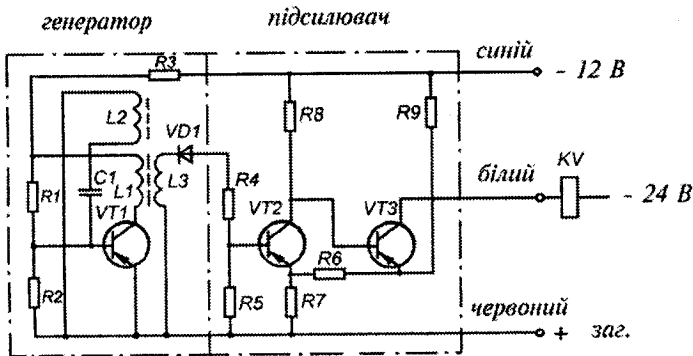 генератор
підсилювач
синій
- 12 В
R3
L2
R8
R9
VD1
C1
L1
L3
R4
білий
KV
- 24 В
R1
VT1
VT2
VT3
R6
R2
R5
R7
червоний
+ заг.